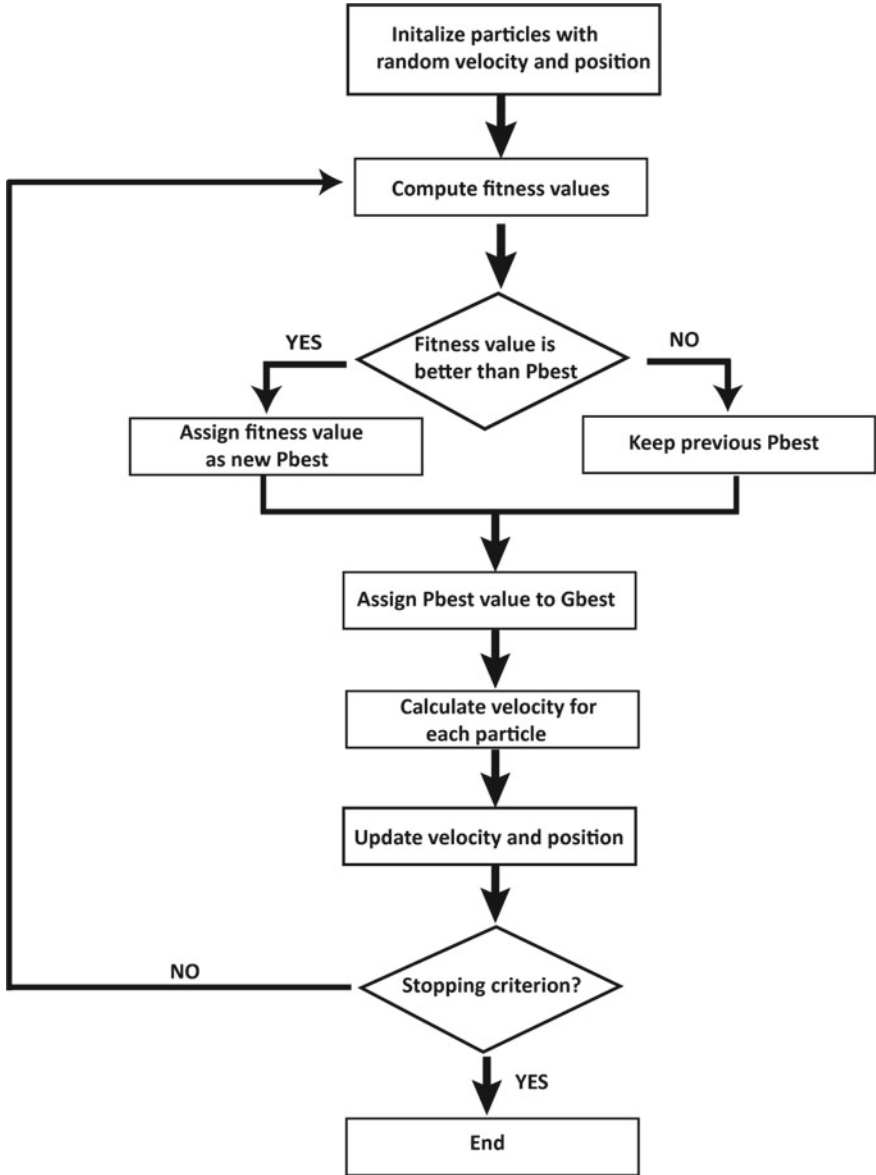 Initalize particles with
random velocity and position
Compute fitness values
Fitness value is
better than Pbest
YES
NO
Assign fitness value
as new Pbest
Keep previous Pbest
Assign Pbest value to Gbest
Calculate velocity for
each particle
Update velocity and position
Stopping criterion?
NO
YES
End